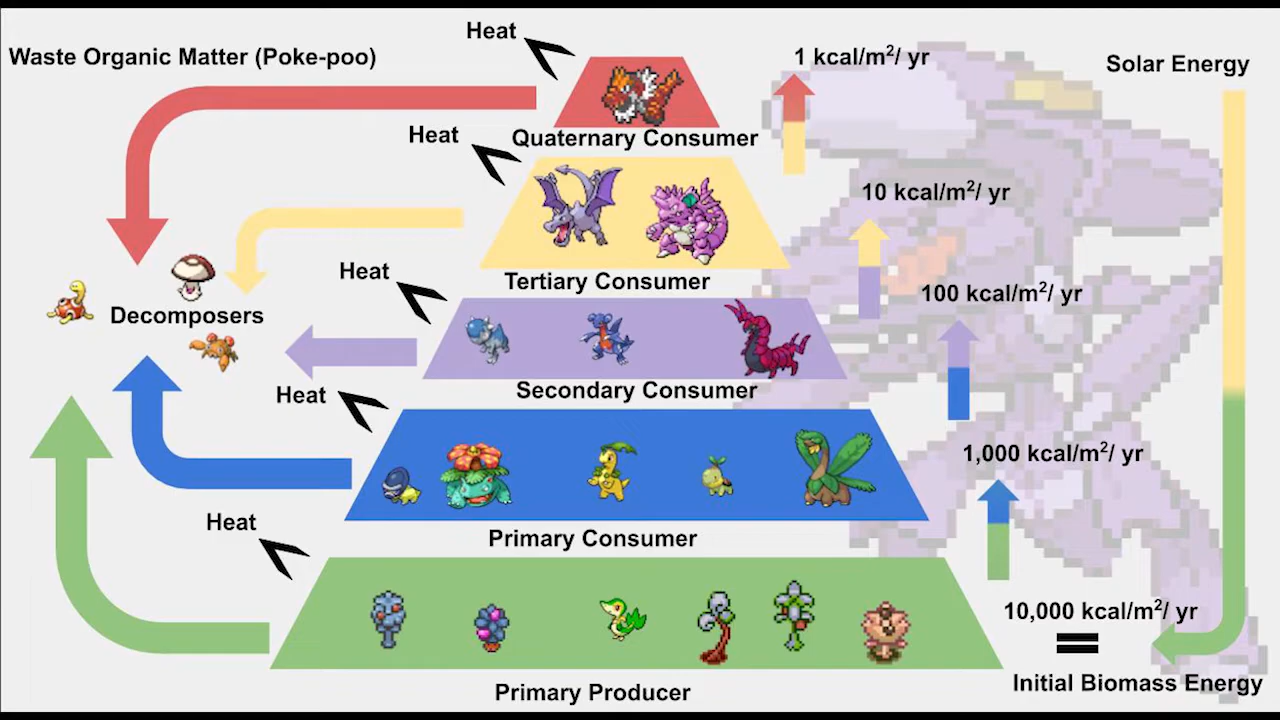 Heat
Waste Organic Matter (Poke-poo)
1 kcal/m²/ yr
Solar Energy
Heat
Quaternary Consumer
10 kcal/m²/ yr
Heat
Tertiary Consumer
100 kcal/m²/ yr
Decomposers
Heat
Secondary Consumer
1,000 kcal/m²/ yr
Heat
Primary Consumer
10,000 kcal/m²/ yr
=
Initial Biomass Energy
Primary Producer